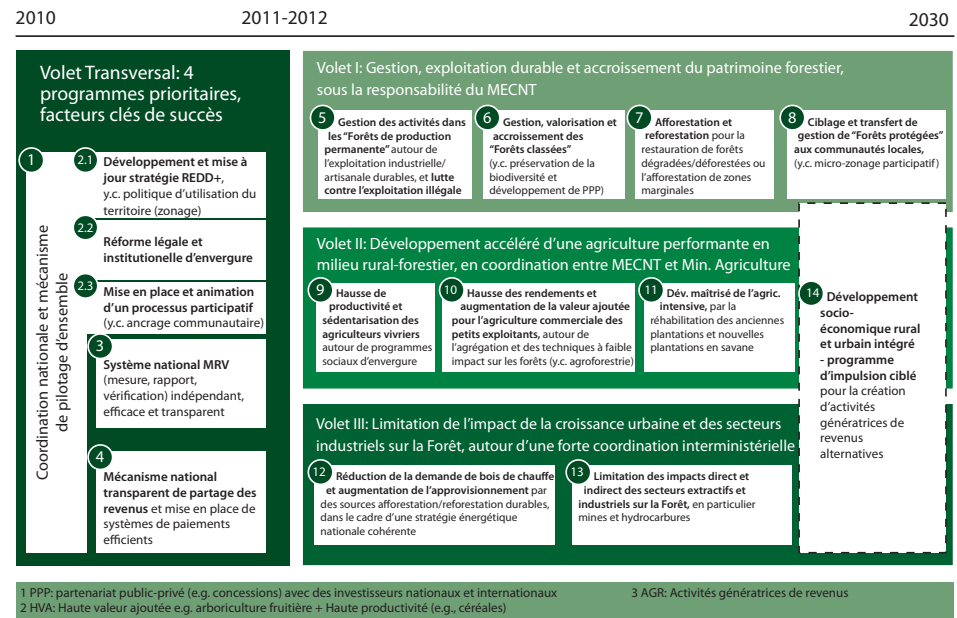 2010
2011-2012
2030
Volet Transversal: 4
programmes prioritaires,
facteurs clés de succès
1
Coordination nationale et mécanisme
de pilotage d'ensemble
2.1
Développement et mise à
jour stratégie REDD+,
y.c. politique d'utilisation du
territoire (zonage)
2.2
Réforme légale et
institutionelle d'envergure
2.3
Mise en place et animation
d'un processus participatif
(y.c. ancrage communautaire)
3
Système national MRV
(mesure, rapport,
vérification) indépendant,
efficace et transparent
4
Mécanisme national
transparent de partage des
revenus et mise en place de
systèmes de paiements
efficients
Volet I: Gestion, exploitation durable et accroissement du patrimoine forestier,
sous la responsabilité du MECNT
5
Gestion des activités dans
les "Forêts de production
permanente" autour de
l'exploitation industrielle/
artisanale durables, et lutte
contre l'exploitation illégale
6
Gestion, valorisation et
accroissement des
"Forêts classées"
(y.c. préservation de la
biodiversité et
développement de PPP)
7
Afforestation et
reforestation pour la
restauration de forêts
dégradées/déforestées ou
l'afforestation de zones
marginales
8
Ciblage et transfert de
gestion de "Forêts protégées"
aux communautés locales,
(y.c. micro-zonage participatif)
Volet II: Développement accéléré d'une agriculture performante en
milieu rural-forestier, en coordination entre MECNT et Min. Agriculture
9
Hausse de
productivité et
sédentarisation des
agriculteurs vivriers
autour de programmes
sociaux d'envergure
10
Hausse des rendements et
augmentation de la valeur ajoutée
pour l'agriculture commerciale des
petits exploitants, autour de
l'agrégation et des techniques à faible
impact sur les forêts (y.c. agroforestrie)
11
Dév. maîtrisé de l'agric.
intensive, par la
réhabilitation des anciennes
plantations et nouvelles
plantations en savane
14
Développement
socio-
économique rural
et urbain intégré
- programme
d'impulsion ciblé
pour la création
d'activités
génératrices de
revenus
alternatives
Volet III: Limitation de l'impact de la croissance urbaine et des secteurs
industriels sur la Forêt, autour d'une forte coordination interministérielle
12
Réduction de la demande de bois de chauffe
et augmentation de l'approvisionnement par
des sources afforestation/reforestation durables,
dans le cadre d'une stratégie énergétique
nationale cohérente
13
Limitation des impacts direct et
indirect des secteurs extractifs et
industriels sur la Forêt, en particulier
mines et hydrocarbures
1 PPP: partenariat public-privé (e.g. concessions) avec des investisseurs nationaux et internationaux
2 HVA: Haute valeur ajoutée e.g. arboriculture fruitière + Haute productivité (e.g., céréales)
3 AGR: Activités génératrices de revenus